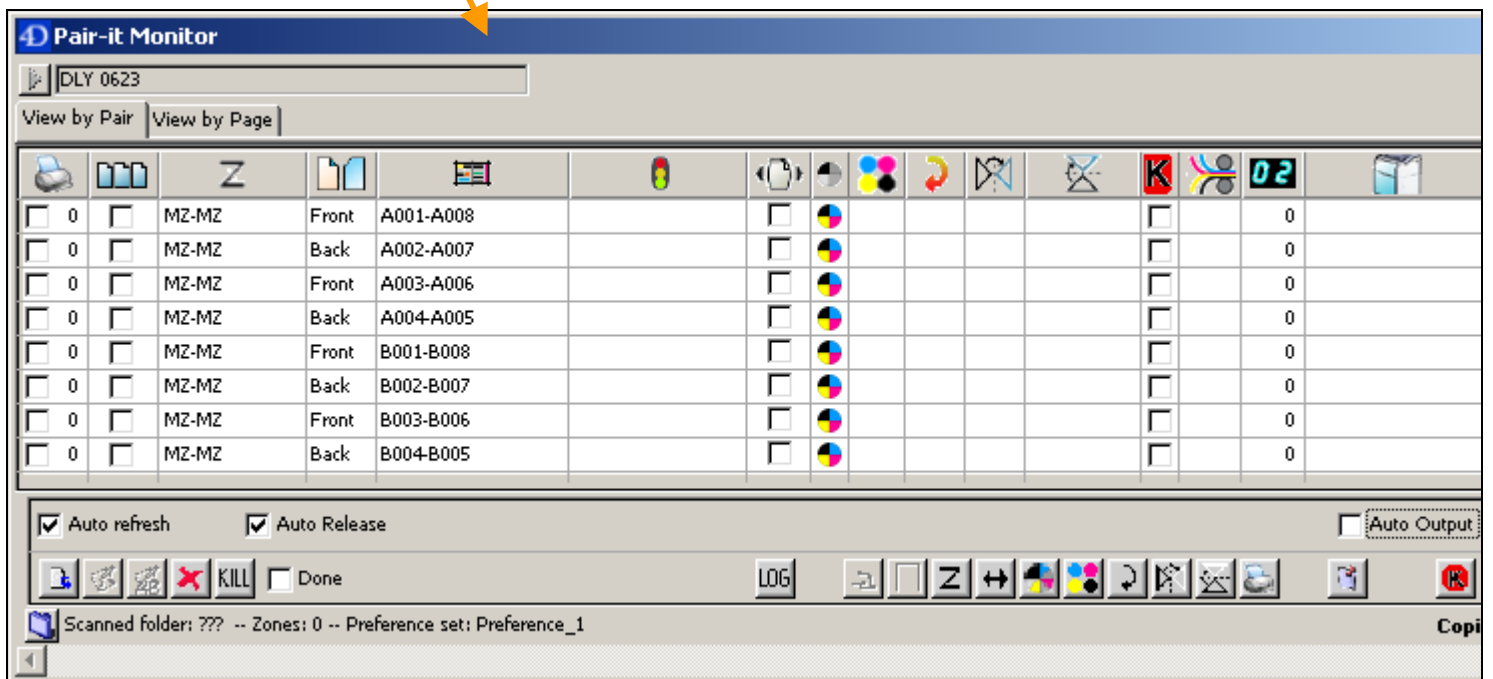 4D Pair-it Monitor
DLY 0623
View by Pair View by Page
Z K 02
0 MZ-MZ Front A001-A008 0
0 MZ-MZ Back A002-A007 0
0 MZ-MZ Front A003-A006 0
0 MZ-MZ Back A004-A005 0
0 MZ-MZ Front B001-B008 0
0 MZ-MZ Back B002-B007 0
0 MZ-MZ Front B003-B006 0
0 MZ-MZ Back B004-B005 0
Auto refresh Auto Release Auto Output
KILL Done LOG Z K
Scanned folder: ??? -- Zones: 0 -- Preference set: Preference_1 Copi